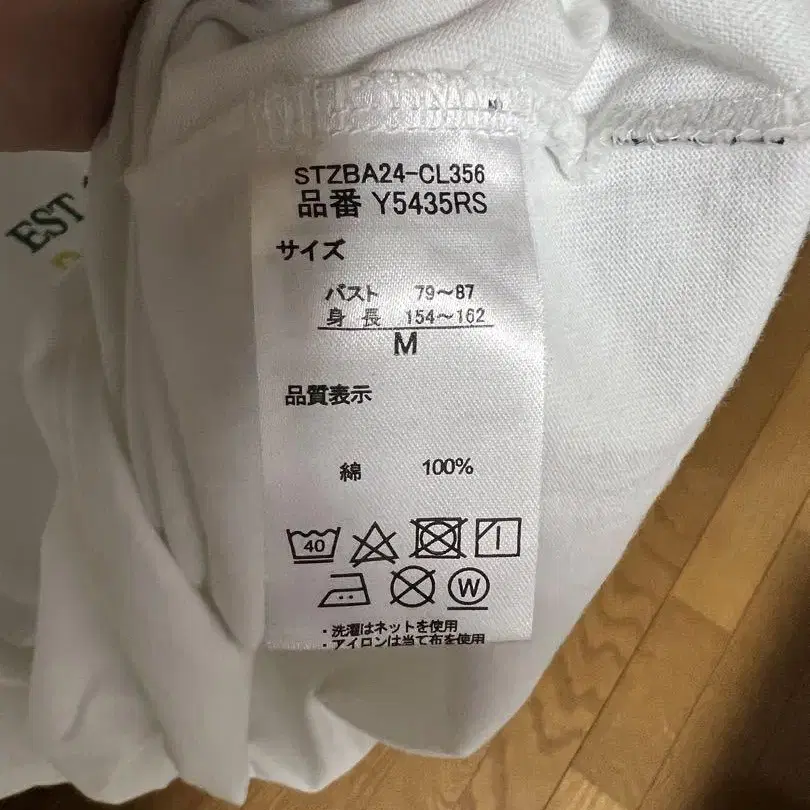 EST
STZBA24-CL356
品番 Y5435RS
サイズ
バスト 79〜87
身長 154〜162
M
品質表示
綿 100%
40
W
・洗濯はネットを使用
・アイロンは当て布を使用